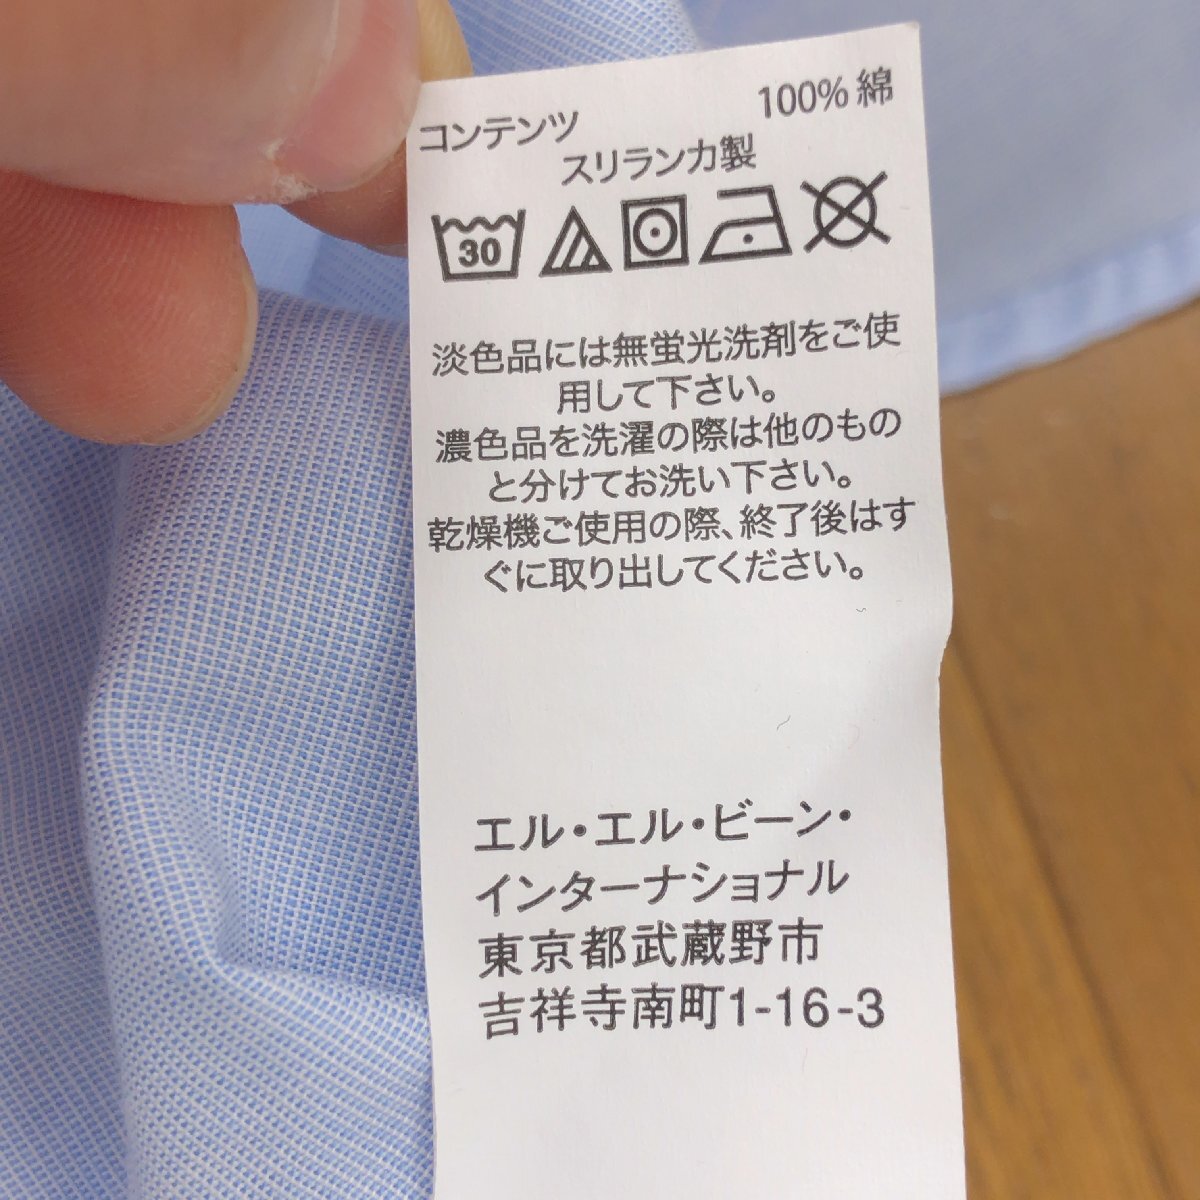 コンテンツ 100% 綿
スリランカ製
30
淡色品には無蛍光洗剤をご使
用して下さい。
濃色品を洗濯の際は他のもの
と分けてお洗い下さい。
乾燥機ご使用の際、終了後はす
ぐに取り出してください。
エル・エル・ビーン・
インターナショナル
東京都武蔵野市
吉祥寺南町1-16-3